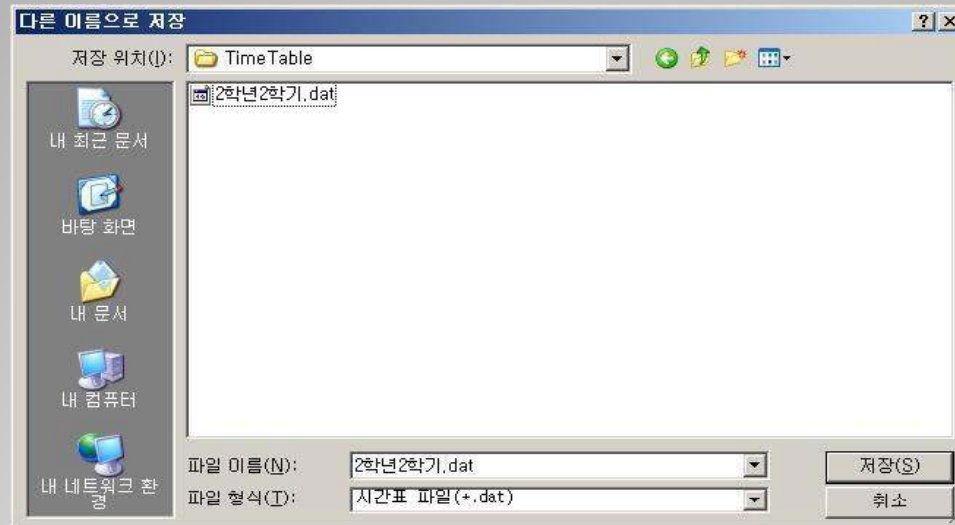 다른 이름으로 저장
저장 위치(I): TimeTable
2학년2학기.dat
내 최근 문서
바탕 화면
내 문서
내 컴퓨터
내 네트워크 환
경
파일 이름(N): 2학년2학기.dat 저장(S)
파일 형식(T): 시간표 파일(*.dat) 취소